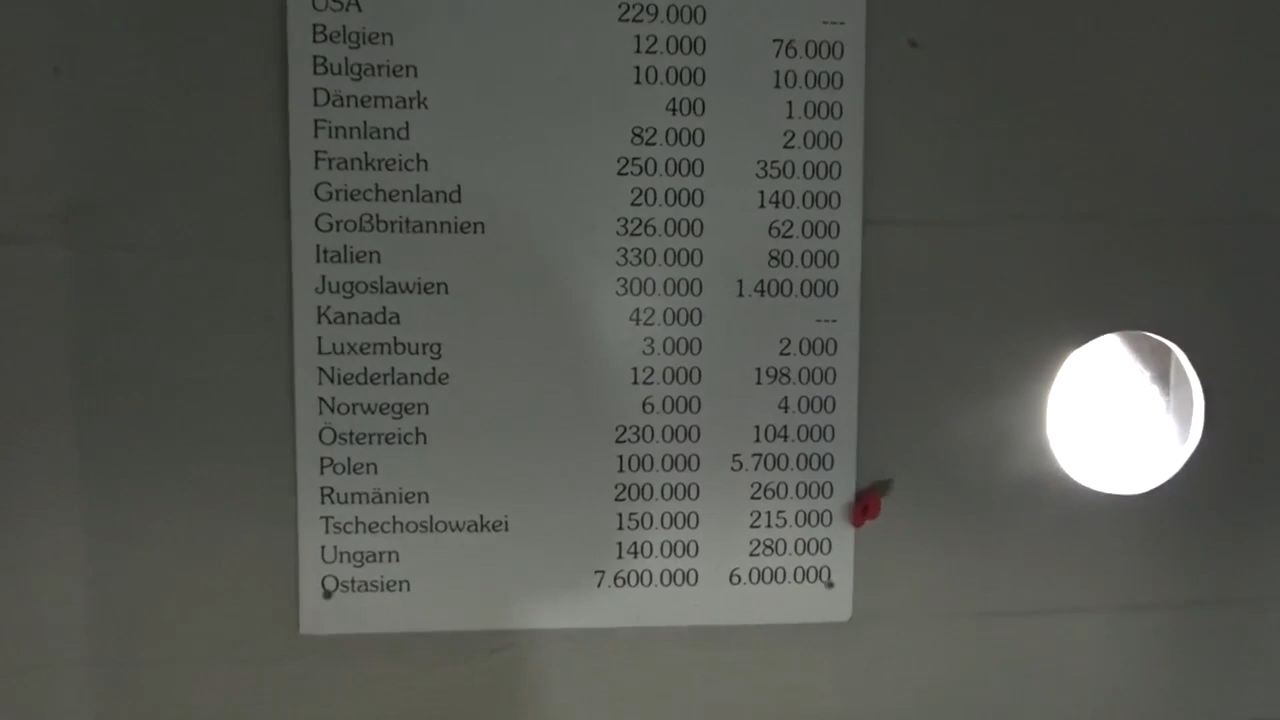 USA 229.000 ---
Belgien 12.000 76.000
Bulgarien 10.000 10.000
Dänemark 400 1.000
Finnland 82.000 2.000
Frankreich 250.000 350.000
Griechenland 20.000 140.000
Großbritannien 326.000 62.000
Italien 330.000 80.000
Jugoslawien 300.000 1.400.000
Kanada 42.000 ---
Luxemburg 3.000 2.000
Niederlande 12.000 198.000
Norwegen 6.000 4.000
Österreich 230.000 104.000
Polen 100.000 5.700.000
Rumänien 200.000 260.000
Tschechoslowakei 150.000 215.000
Ungarn 140.000 280.000
Ostasien 7.600.000 6.000.000